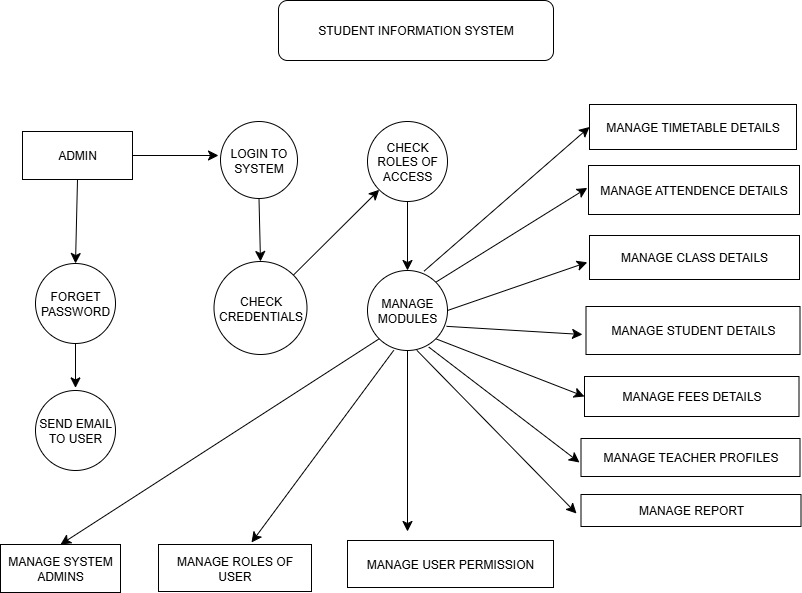 STUDENT INFORMATION SYSTEM
MANAGE TIMETABLE DETAILS
ADMIN
LOGIN TO
SYSTEM
CHECK
ROLES OF
ACCESS
MANAGE ATTENDENCE DETAILS
MANAGE CLASS DETAILS
FORGET
PASSWORD
CHECK
CREDENTIALS
MANAGE
MODULES
MANAGE STUDENT DETAILS
MANAGE FEES DETAILS
SEND EMAIL
TO USER
MANAGE TEACHER PROFILES
MANAGE REPORT
MANAGE SYSTEM
ADMINS
MANAGE ROLES OF
USER
MANAGE USER PERMISSION